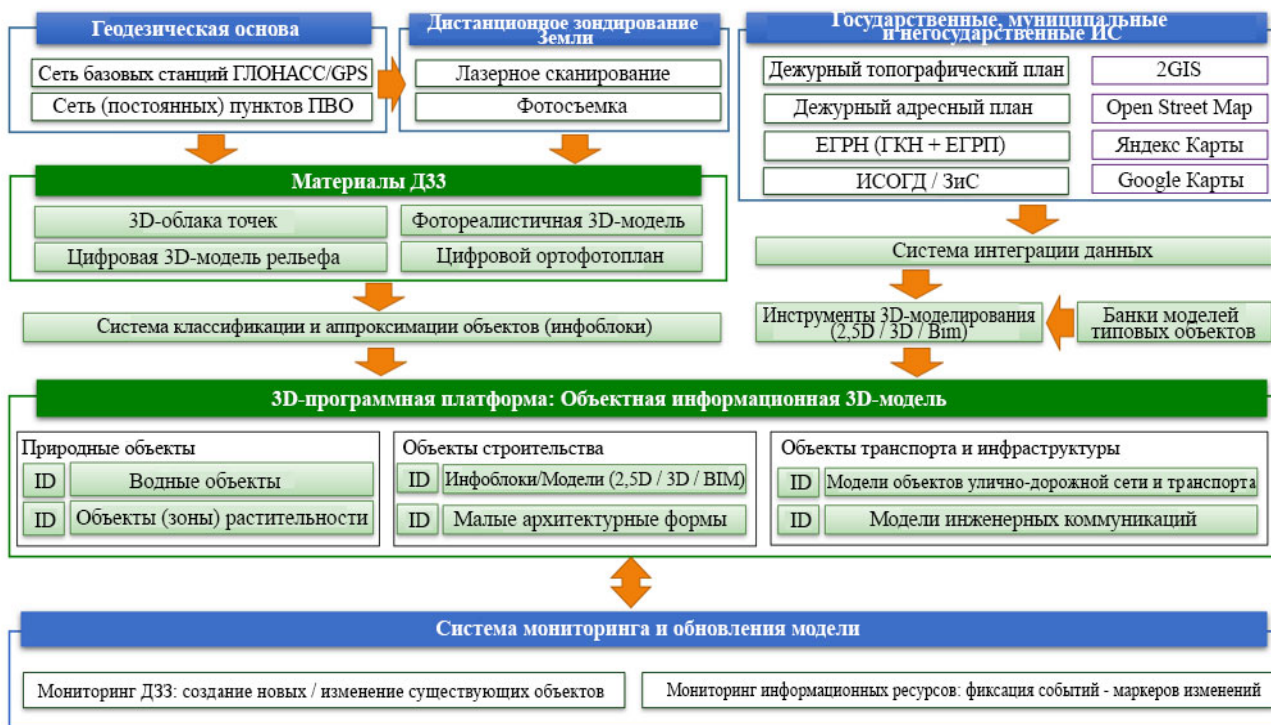 Геодезическая основа
Сеть базовых станций ГЛОНАСС/GPS
Сеть (постоянных) пунктов ПВО
Дистанционное зондирование
Земли
Лазерное сканирование
Фотосъемка
Государственные, муниципальные
и негосударственные ИС
Дежурный топографический план
2GIS
Дежурный адресный план
Open Street Map
ЕГРН (ГКН + ЕГРП)
Яндекс Карты
ИСОГД / ЗиС
Google Карты
Материалы ДЗЗ
3D-облака точек
Фотореалистичная 3D-модель
Цифровая 3D-модель рельефа
Цифровой ортофотоплан
Система интеграции данных
Система классификации и аппроксимации объектов (инфоблоки)
Инструменты 3D-моделирования
(2,5D / 3D / Bim)
Банки моделей
типовых объектов
3D-программная платформа: Объектная информационная 3D-модель
Природные объекты
ID Водные объекты
ID Объекты (зоны) растительности
Объекты строительства
ID Инфоблоки/Модели (2,5D / 3D / BIM)
ID Малые архитектурные формы
Объекты транспорта и инфраструктуры
ID Модели объектов улично-дорожной сети и транспорта
ID Модели инженерных коммуникаций
Система мониторинга и обновления модели
Мониторинг ДЗЗ: создание новых / изменение существующих объектов
Мониторинг информационных ресурсов: фиксация событий - маркеров изменений